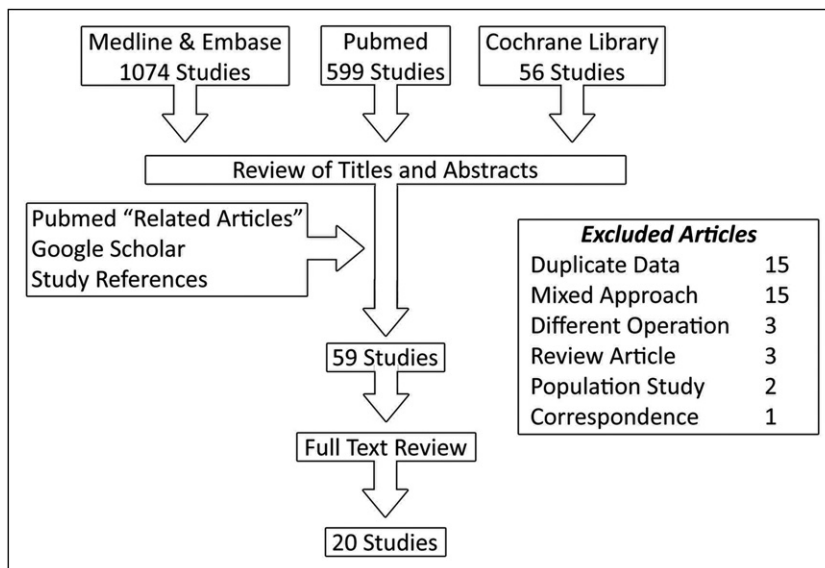 Medline & Embase
1074 Studies
Pubmed
599 Studies
Cochrane Library
56 Studies
Review of Titles and Abstracts
Pubmed “Related Articles”
Google Scholar
Study References
59 Studies
Full Text Review
20 Studies
Excluded Articles
Duplicate Data 15
Mixed Approach 15
Different Operation 3
Review Article 3
Population Study 2
Correspondence 1